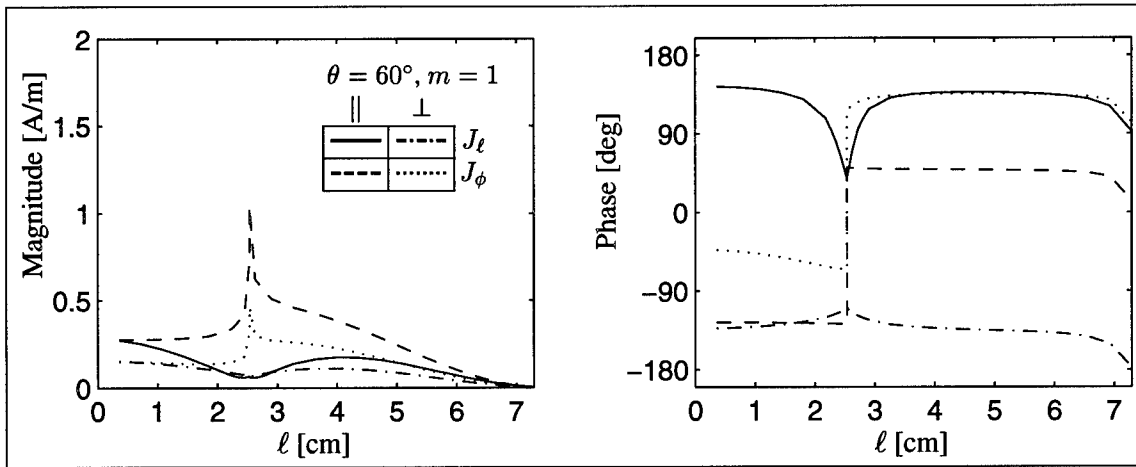 2
1.5
1
0.5
0
Magnitude [A/m]
θ = 60°, m = 1
|| ⊥
J_ℓ
J_φ
0 1 2 3 4 5 6 7
ℓ [cm]
180
90
0
−90
−180
Phase [deg]
0 1 2 3 4 5 6 7
ℓ [cm]